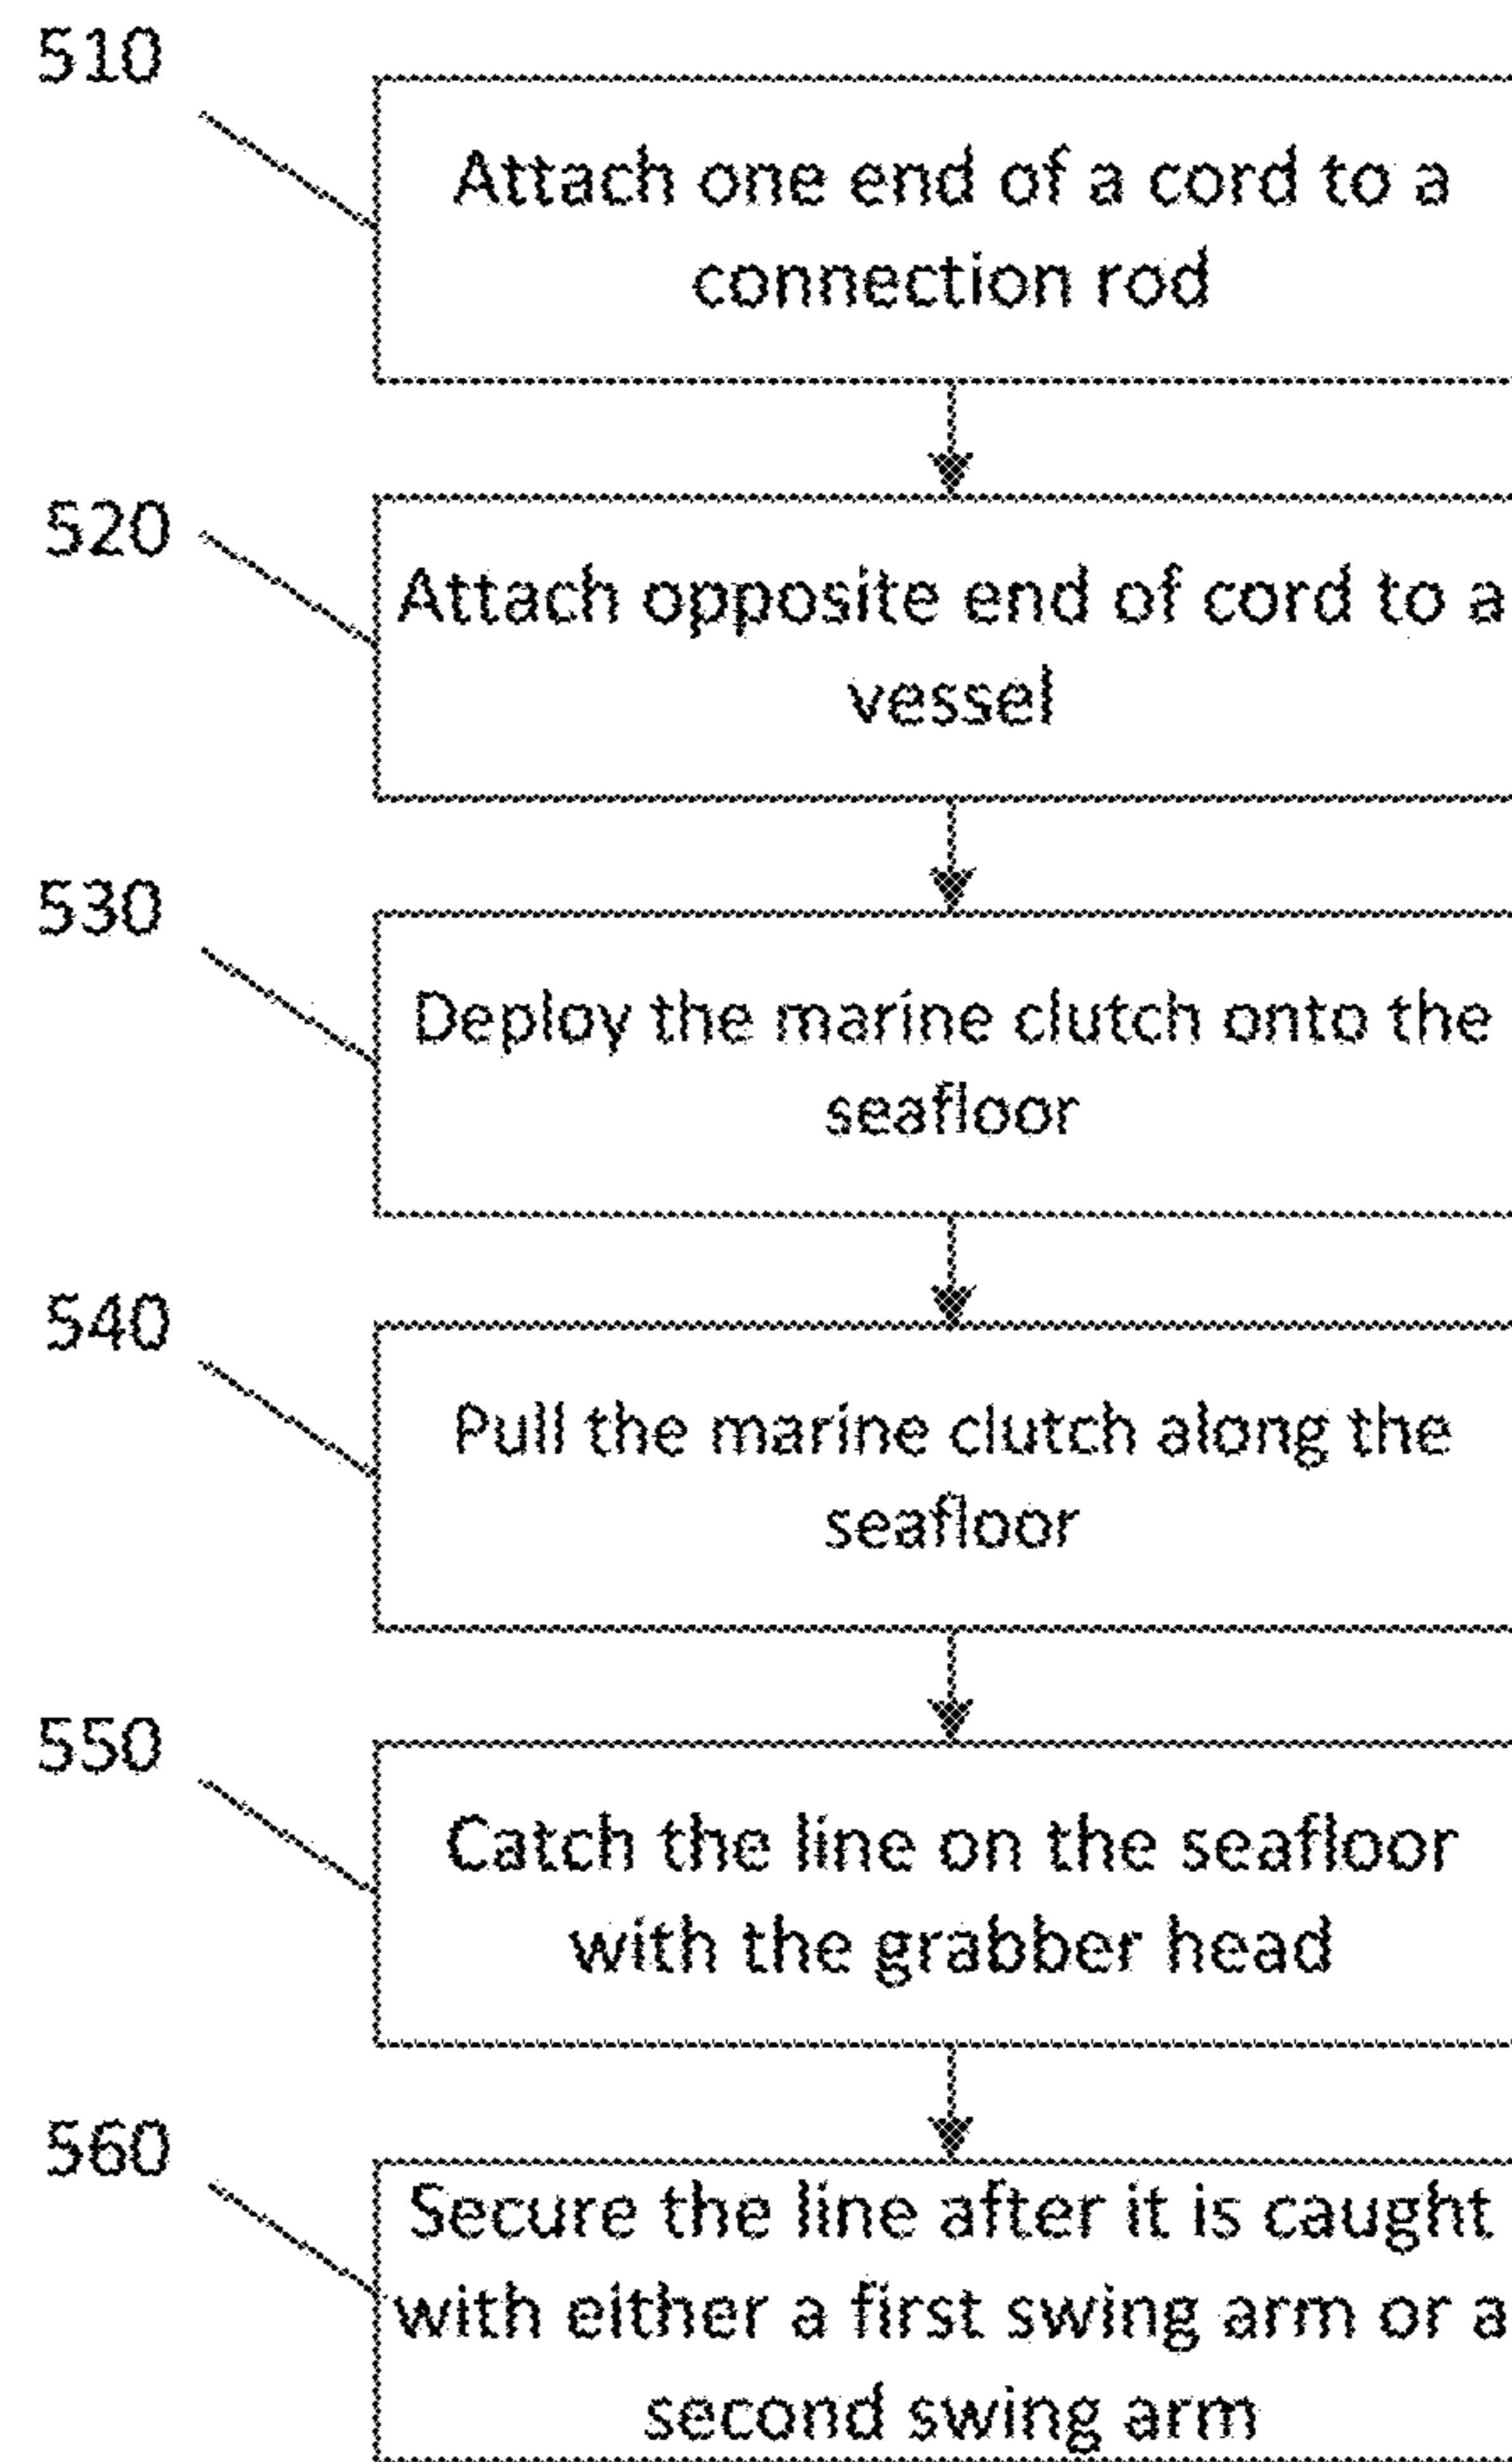 510
Attach one end of a cord to a
connection rod
520
Attach opposite end of cord to a
vessel
530
Deploy the marine clutch onto the
seafloor
540
Pull the marine clutch along the
seafloor
550
Catch the line on the seafloor
with the grabber head
560
Secure the line after it is caught
with either a first swing arm or a
second swing arm